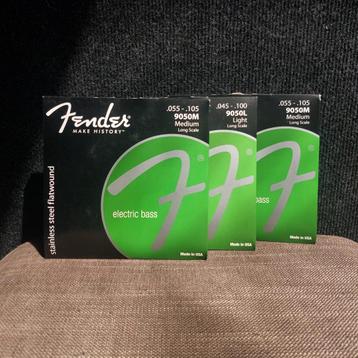 Fender
MAKE HISTORY
.055 - .105
9050M
Medium
Long Scale
stainless steel flatwound
electric bass
F
Made in USA
.045 - .100
9050L
Light
Long Scale
F
Made in USA
.055 - .105
9050M
Medium
Long Scale
F
bass
Made in USA